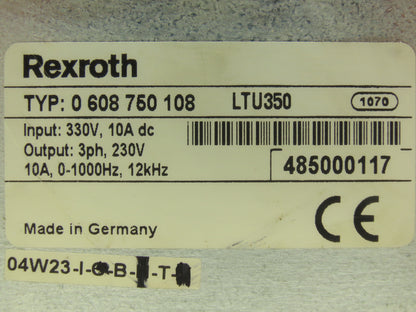 Rexroth
TYP: 0 608 750 108 LTU350 1070
Input: 330V, 10A dc
Output: 3ph, 230V
10A, 0-1000Hz, 12kHz
485000117
Made in Germany CE
04W23-I- -B- -T-